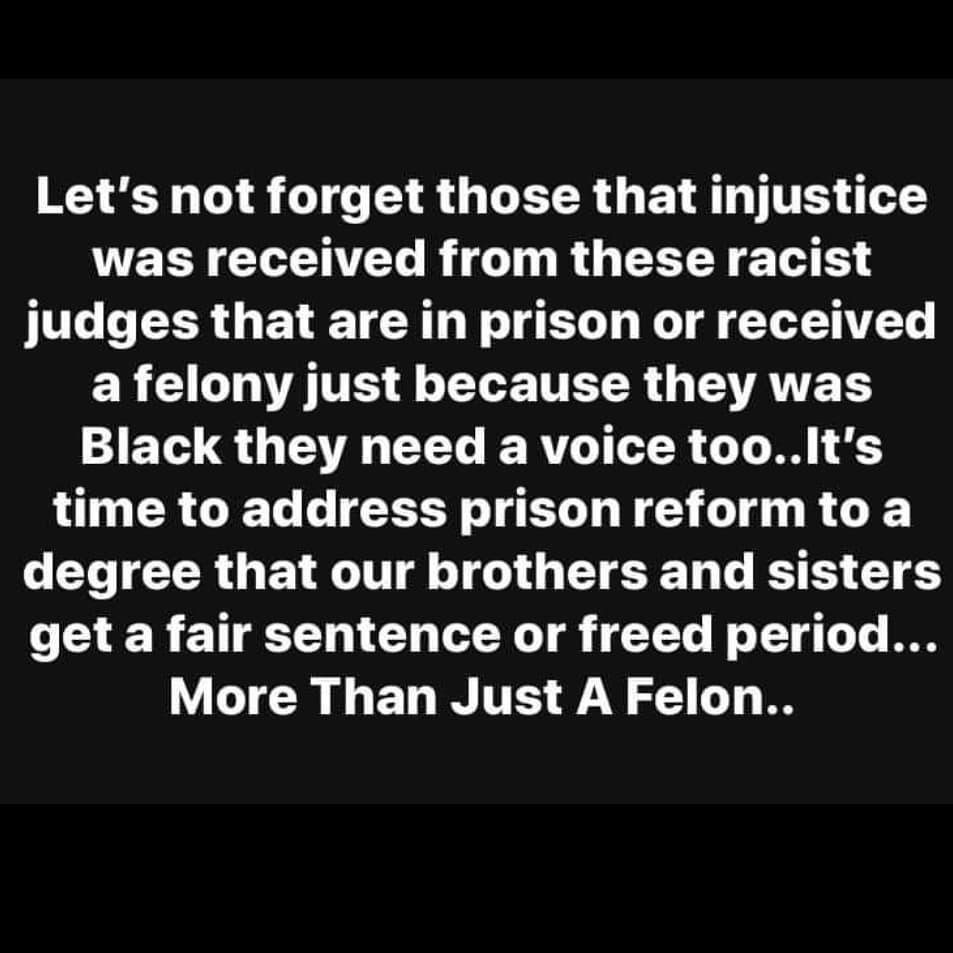 Let’s not forget those that injustice
was received from these racist
judges that are in prison or received
a felony just because they was
Black they need a voice too..It’s
time to address prison reform to a
degree that our brothers and sisters
get a fair sentence or freed period...
More Than Just A Felon..